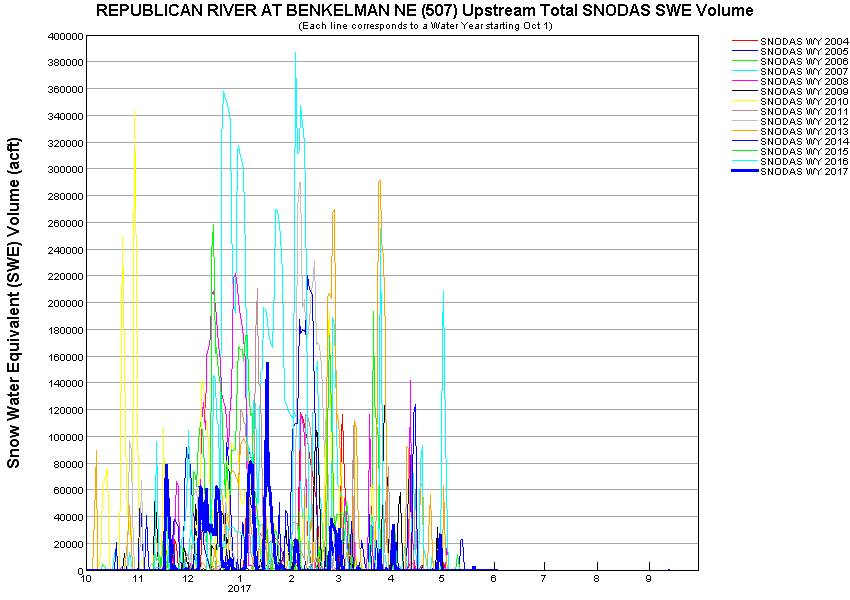 REPUBLICAN RIVER AT BENKELMAN NE (507) Upstream Total SNODAS SWE Volume
(Each line corresponds to a Water Year starting Oct 1)
Snow Water Equivalent (SWE) Volume (acft)
400000
380000
360000
340000
320000
300000
280000
260000
240000
220000
200000
180000
160000
140000
120000
100000
80000
60000
40000
20000
0
10 11 12 1 2 3 4 5 6 7 8 9
2017
SNODAS WY 2004
SNODAS WY 2005
SNODAS WY 2006
SNODAS WY 2007
SNODAS WY 2008
SNODAS WY 2009
SNODAS WY 2010
SNODAS WY 2011
SNODAS WY 2012
SNODAS WY 2013
SNODAS WY 2014
SNODAS WY 2015
SNODAS WY 2016
SNODAS WY 2017